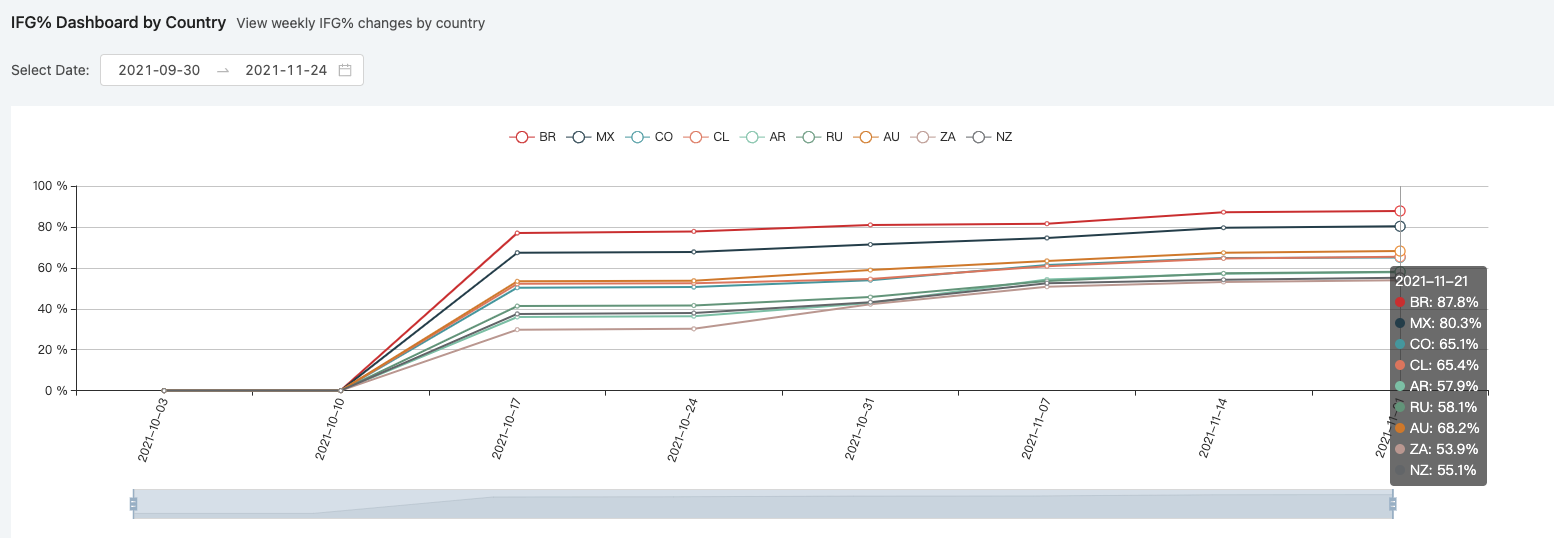 IFG% Dashboard by Country View weekly IFG% changes by country
Select Date: 2021-09-30 → 2021-11-24
BR MX CO CL AR RU AU ZA NZ
100 %
80 %
60 %
40 %
20 %
0 %
2021-10-03
2021-10-10
2021-10-17
2021-10-24
2021-10-31
2021-11-07
2021-11-14
2021-11-21
2021-11-21
BR: 87.8%
MX: 80.3%
CO: 65.1%
CL: 65.4%
AR: 57.9%
RU: 58.1%
AU: 68.2%
ZA: 53.9%
NZ: 55.1%